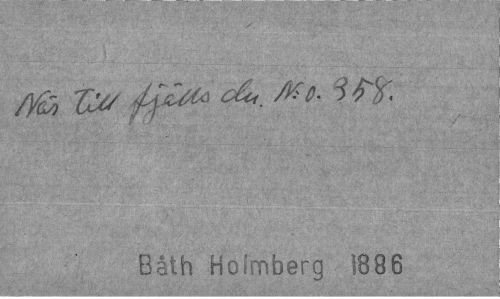 När till fjälls du. N:o. 358.
Båth Holmberg 1886